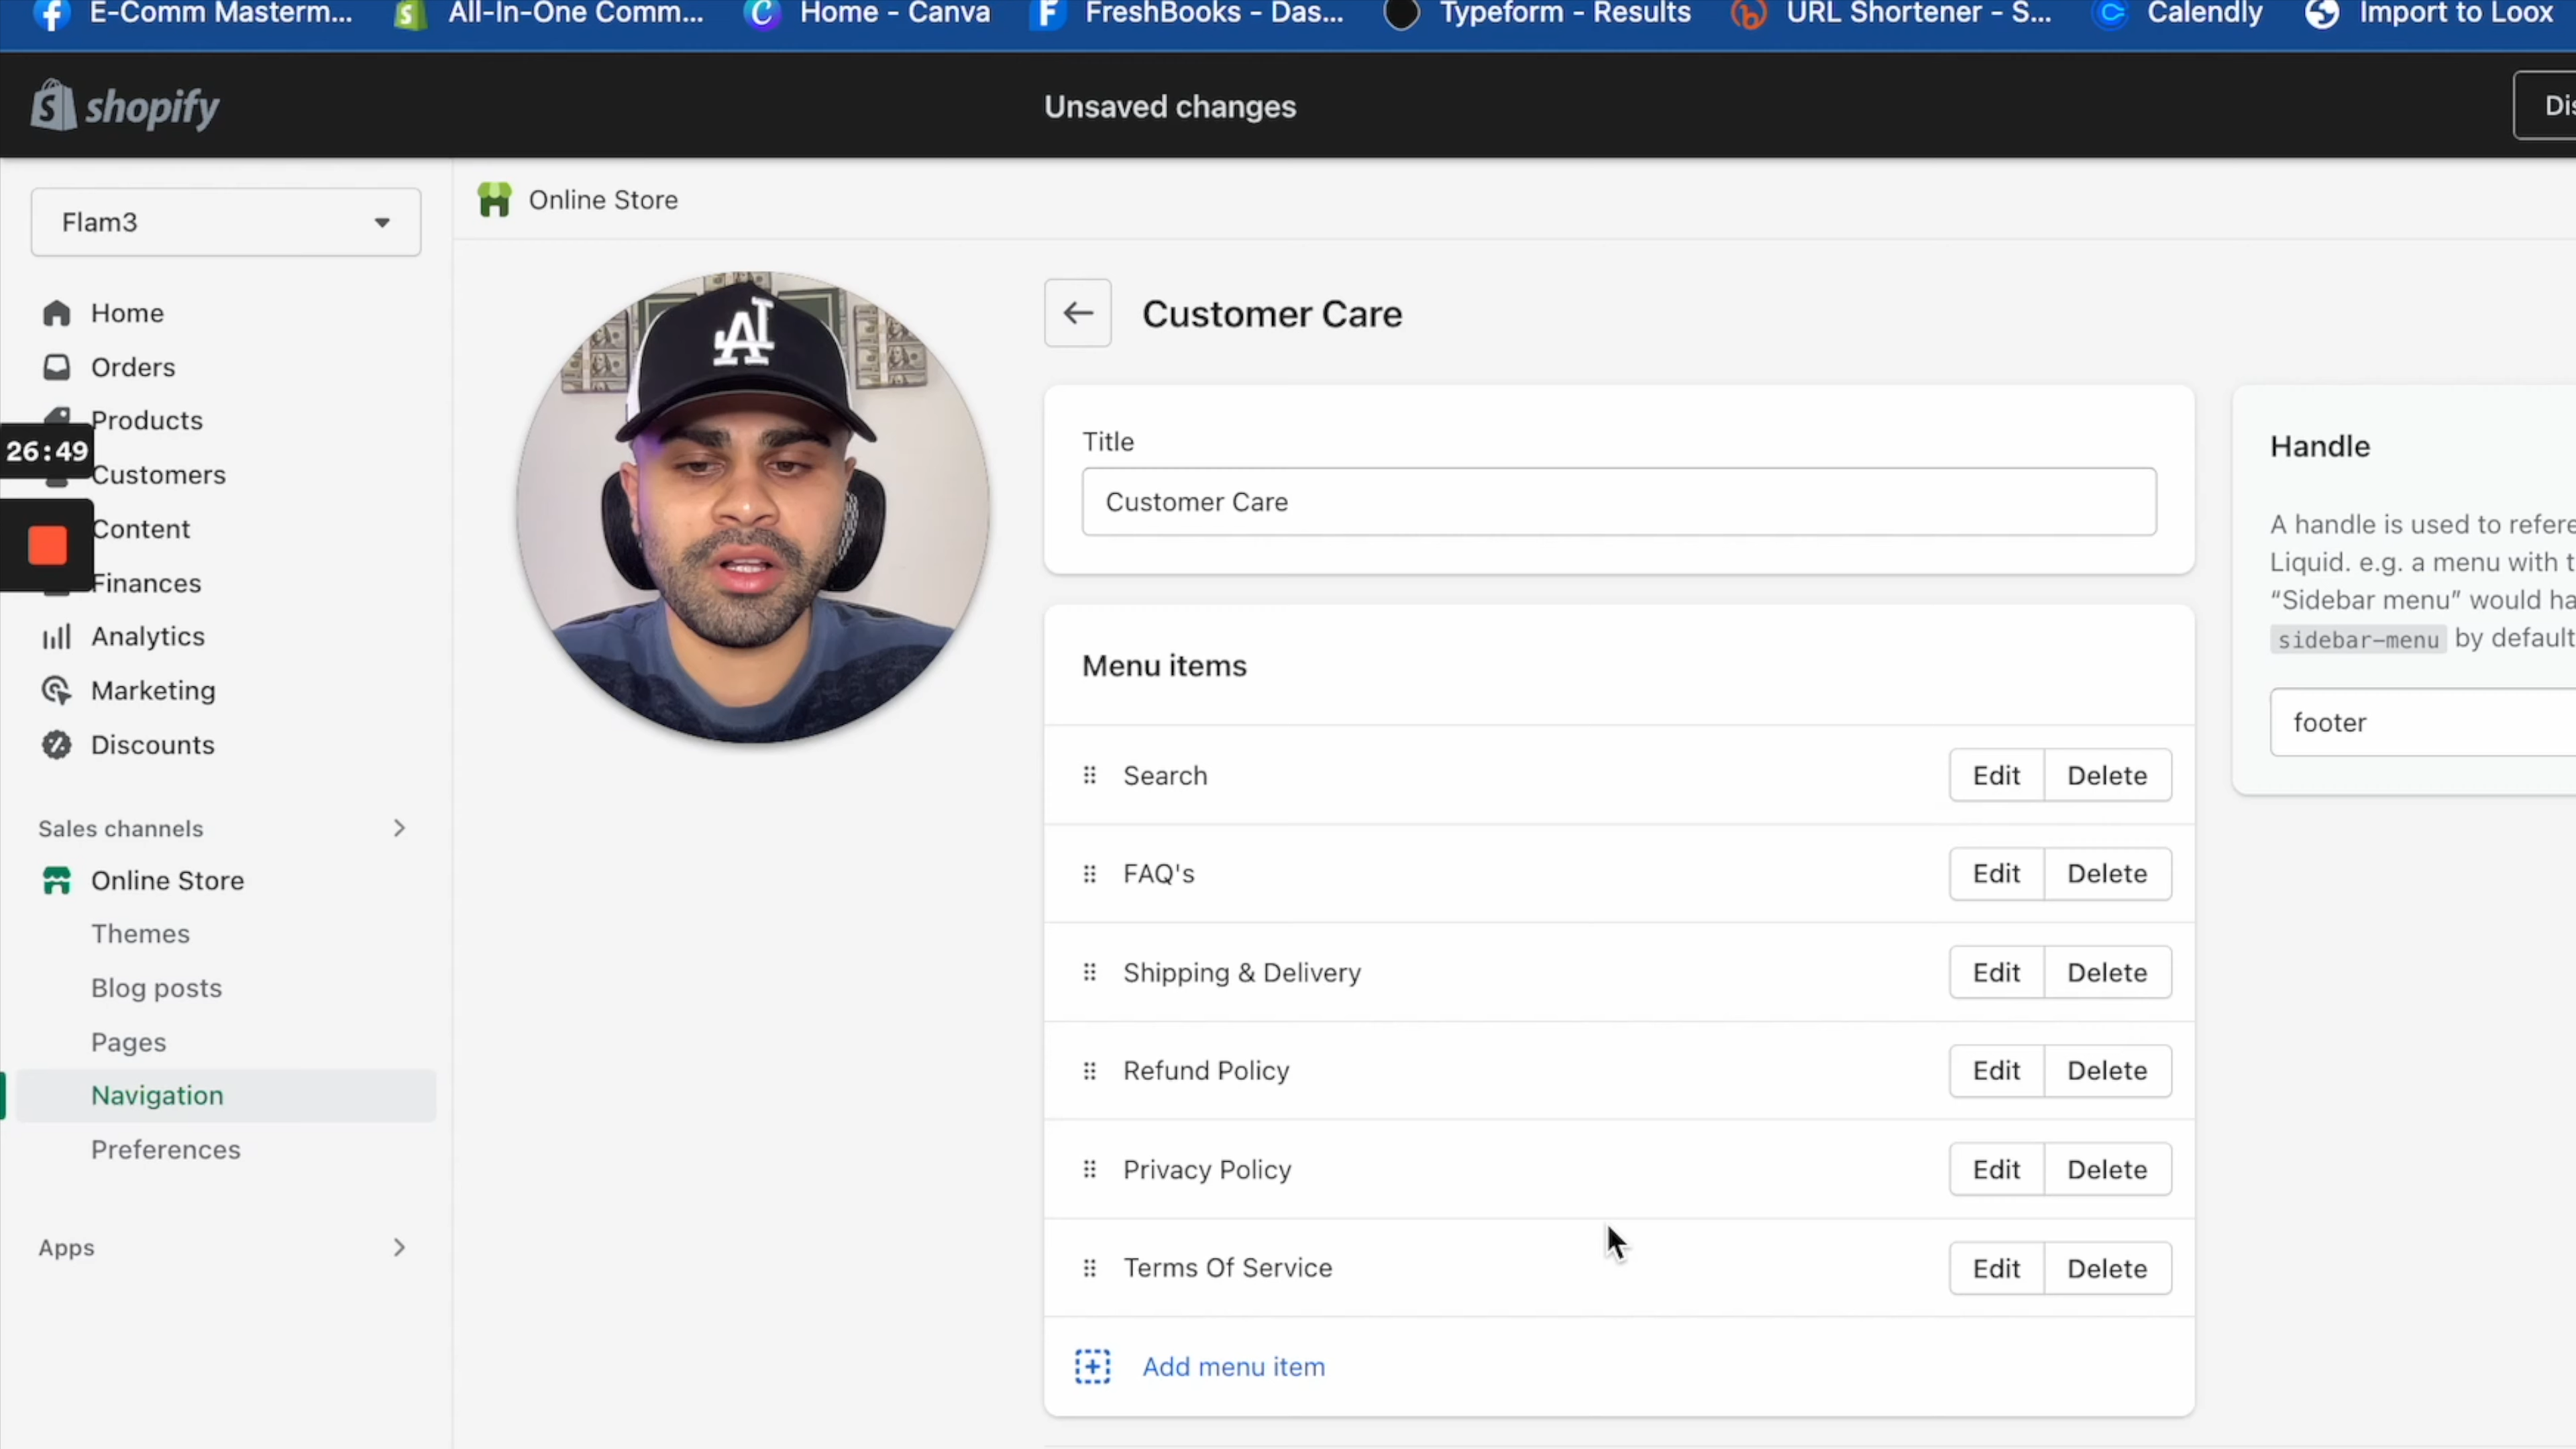 E-Comm Masterm... All-In-One Comm... Home - Canva FreshBooks - Das... Typeform - Results URL Shortener - S... Calendly Import to Loox
shopify
Unsaved changes
Dis
Flam3
Online Store
Home
Orders
Products
26:49
Customers
Content
Finances
Analytics
Marketing
Discounts
Sales channels
Online Store
Themes
Blog posts
Pages
Navigation
Preferences
Apps
Customer Care
Title
Customer Care
Menu items
Search Edit Delete
FAQ's Edit Delete
Shipping & Delivery Edit Delete
Refund Policy Edit Delete
Privacy Policy Edit Delete
Terms Of Service Edit Delete
Add menu item
Handle
A handle is used to refere
Liquid. e.g. a menu with t
“Sidebar menu” would ha
sidebar-menu by default
footer